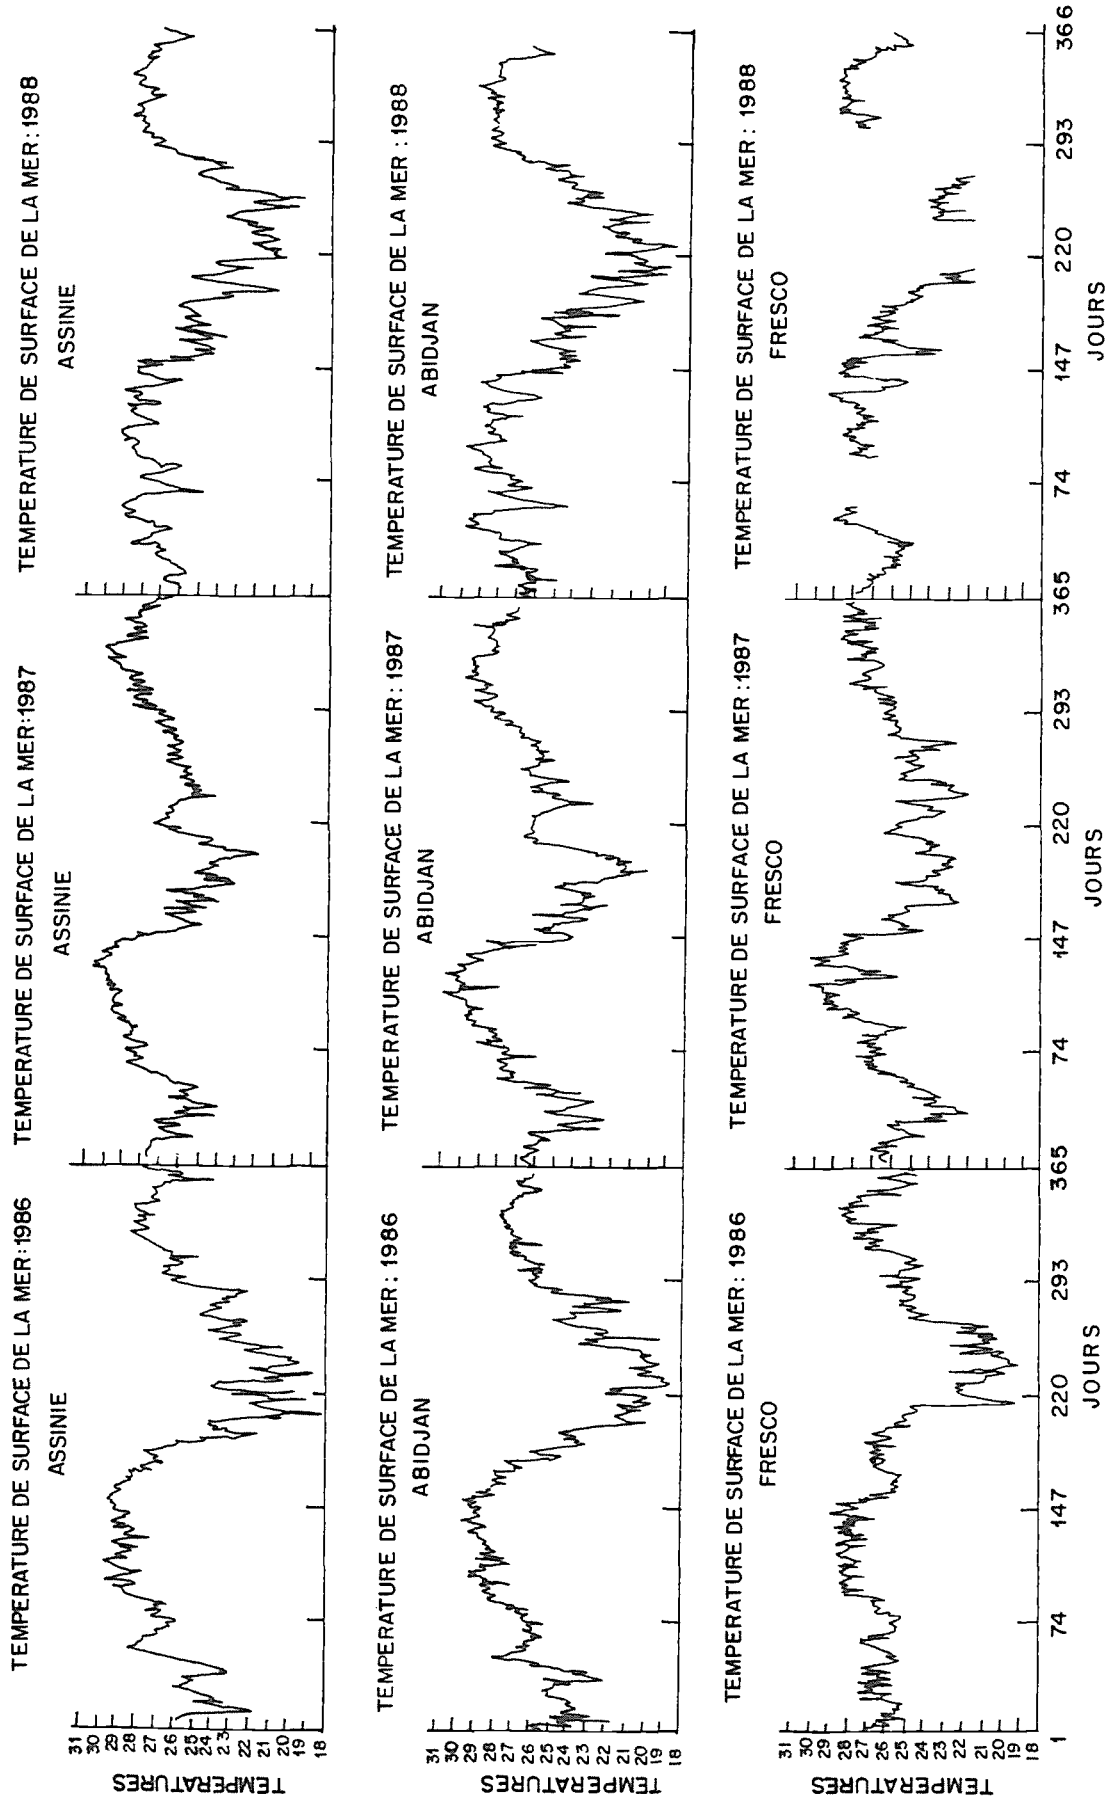 TEMPERATURE DE SURFACE DE LA MER:1986
ASSINIE
TEMPERATURE DE SURFACE DE LA MER:1987
ASSINIE
TEMPERATURE DE SURFACE DE LA MER:1988
ASSINIE
TEMPERATURES
31
30
29
28
27
26
25
24
23
22
21
20
19
18
TEMPERATURE DE SURFACE DE LA MER: 1986
ABIDJAN
TEMPERATURE DE SURFACE DE LA MER: 1987
ABIDJAN
TEMPERATURE DE SURFACE DE LA MER : 1988
ABIDJAN
TEMPERATURES
31
30
29
28
27
26
25
24
23
22
21
20
19
18
TEMPERATURE DE SURFACE DE LA MER: 1986
FRESCO
TEMPERATURE DE SURFACE DE LA MER :1987
FRESCO
TEMPERATURE DE SURFACE DE LA MER: 1988
FRESCO
TEMPERATURES
31
30
29
28
27
26
25
24
23
22
21
20
19
18
1 74 147 220 293 365 74 147 220 293 365 74 147 220 293 366
JOURS JOURS JOURS